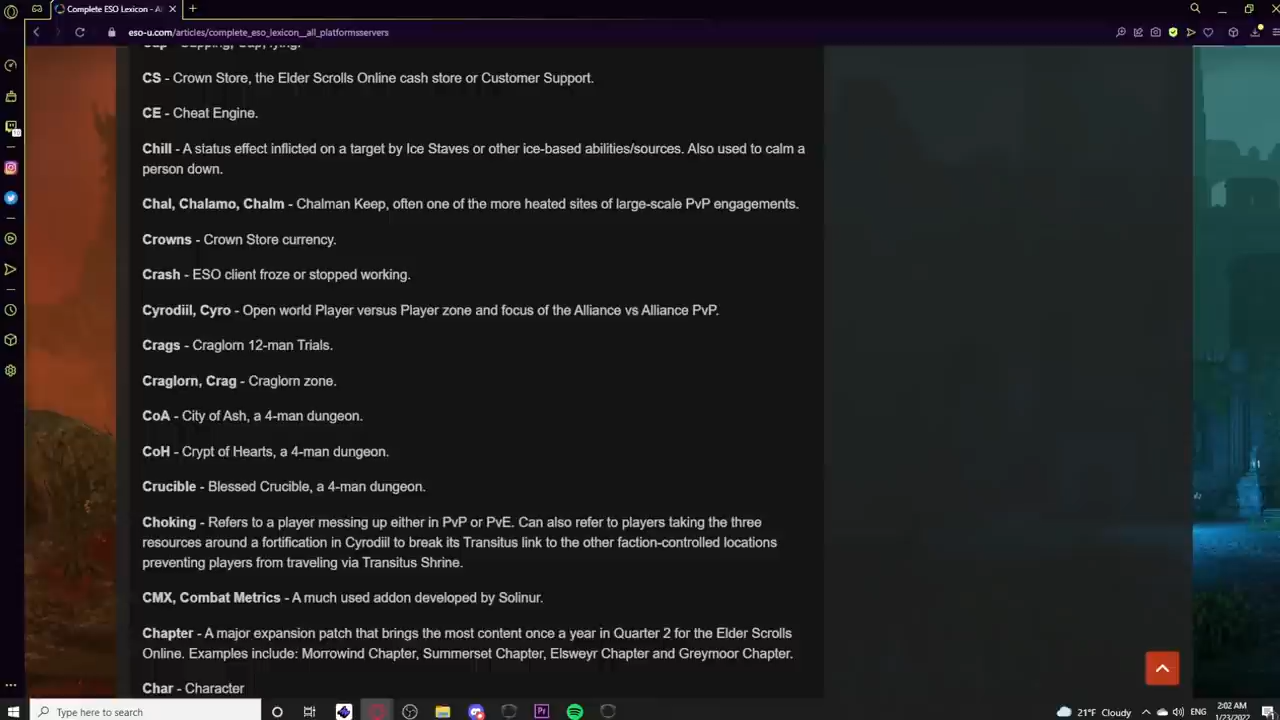 Complete ESO Lexicon - A
eso-u.com/articles/complete_eso_lexicon__all_platformsservers
CS - Crown Store, the Elder Scrolls Online cash store or Customer Support.
CE - Cheat Engine.
Chill - A status effect inflicted on a target by Ice Staves or other ice-based abilities/sources. Also used to calm a
person down.
Chal, Chalamo, Chalm - Chalman Keep, often one of the more heated sites of large-scale PvP engagements.
Crowns - Crown Store currency.
Crash - ESO client froze or stopped working.
Cyrodiil, Cyro - Open world Player versus Player zone and focus of the Alliance vs Alliance PvP.
Crags - Craglorn 12-man Trials.
Craglorn, Crag - Craglorn zone.
CoA - City of Ash, a 4-man dungeon.
CoH - Crypt of Hearts, a 4-man dungeon.
Crucible - Blessed Crucible, a 4-man dungeon.
Choking - Refers to a player messing up either in PvP or PvE. Can also refer to players taking the three
resources around a fortification in Cyrodiil to break its Transitus link to the other faction-controlled locations
preventing players from traveling via Transitus Shrine.
CMX, Combat Metrics - A much used addon developed by Solinur.
Chapter - A major expansion patch that brings the most content once a year in Quarter 2 for the Elder Scrolls
Online. Examples include: Morrowind Chapter, Summerset Chapter, Elsweyr Chapter and Greymoor Chapter.
Char - Character
Type here to search
Pr
21°F Cloudy
ENG
2:02 AM
1/23/2022